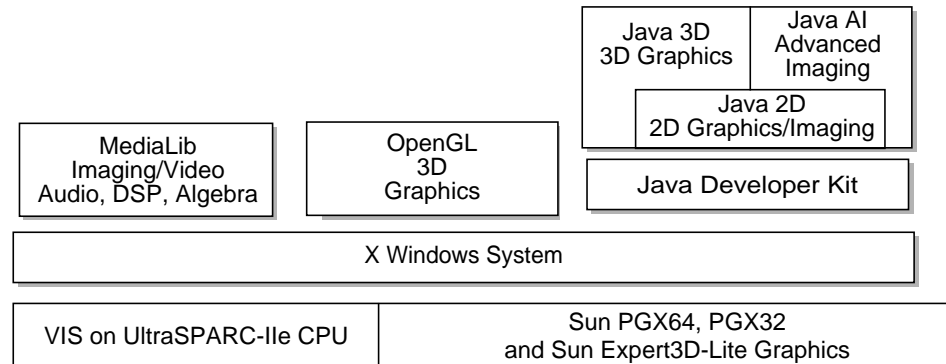 Java 3D
3D Graphics
Java AI
Advanced
Imaging
Java 2D
2D Graphics/Imaging
MediaLib
Imaging/Video
Audio, DSP, Algebra
OpenGL
3D
Graphics
Java Developer Kit
X Windows System
VIS on UltraSPARC-IIe CPU
Sun PGX64, PGX32
and Sun Expert3D-Lite Graphics